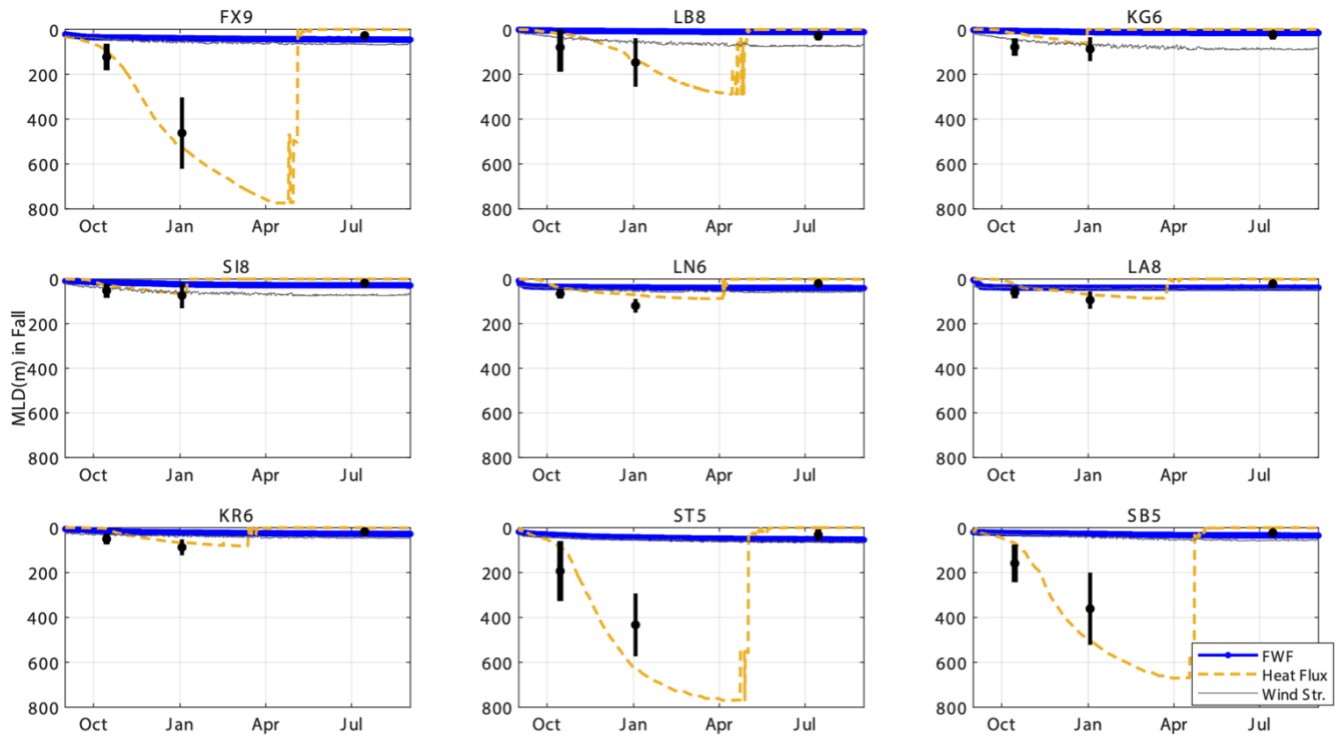 FX9
LB8
KG6
0
200
400
600
800
Oct Jan Apr Jul
0
200
400
600
800
Oct Jan Apr Jul
0
200
400
600
800
Oct Jan Apr Jul
MLD(m) in Fall
SI8
LN6
LA8
0
200
400
600
800
Oct Jan Apr Jul
0
200
400
600
800
Oct Jan Apr Jul
0
200
400
600
800
Oct Jan Apr Jul
KR6
ST5
SB5
0
200
400
600
800
Oct Jan Apr Jul
0
200
400
600
800
Oct Jan Apr Jul
0
200
400
600
800
Oct Jan Apr Jul
FWF
Heat Flux
Wind Str.